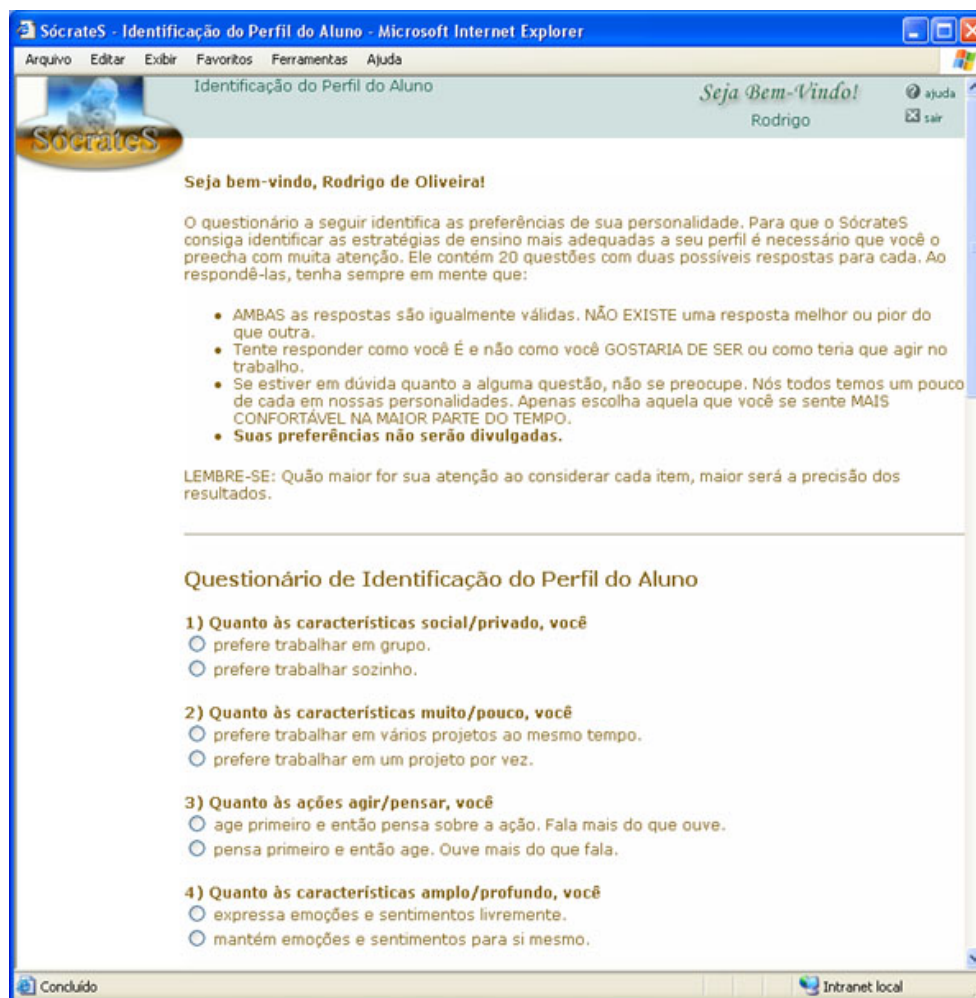 SócrateS - Identificação do Perfil do Aluno - Microsoft Internet Explorer
Arquivo Editar Exibir Favoritos Ferramentas Ajuda
SócrateS
Identificação do Perfil do Aluno
Seja Bem-Vindo!
Rodrigo
ajuda
sair
Seja bem-vindo, Rodrigo de Oliveira!
O questionário a seguir identifica as preferências de sua personalidade. Para que o SócrateS
consiga identificar as estratégias de ensino mais adequadas a seu perfil é necessário que você o
preecha com muita atenção. Ele contém 20 questões com duas possíveis respostas para cada. Ao
respondê-las, tenha sempre em mente que:
• AMBAS as respostas são igualmente válidas. NÃO EXISTE uma resposta melhor ou pior do
que outra.
• Tente responder como você É e não como você GOSTARIA DE SER ou como teria que agir no
trabalho.
• Se estiver em dúvida quanto a alguma questão, não se preocupe. Nós todos temos um pouco
de cada em nossas personalidades. Apenas escolha aquela que você se sente MAIS
CONFORTÁVEL NA MAIOR PARTE DO TEMPO.
• Suas preferências não serão divulgadas.
LEMBRE-SE: Quão maior for sua atenção ao considerar cada item, maior será a precisão dos
resultados.
Questionário de Identificação do Perfil do Aluno
1) Quanto às características social/privado, você
prefere trabalhar em grupo.
prefere trabalhar sozinho.
2) Quanto às características muito/pouco, você
prefere trabalhar em vários projetos ao mesmo tempo.
prefere trabalhar em um projeto por vez.
3) Quanto às ações agir/pensar, você
age primeiro e então pensa sobre a ação. Fala mais do que ouve.
pensa primeiro e então age. Ouve mais do que fala.
4) Quanto às características amplo/profundo, você
expressa emoções e sentimentos livremente.
mantém emoções e sentimentos para si mesmo.
Concluído
Intranet local